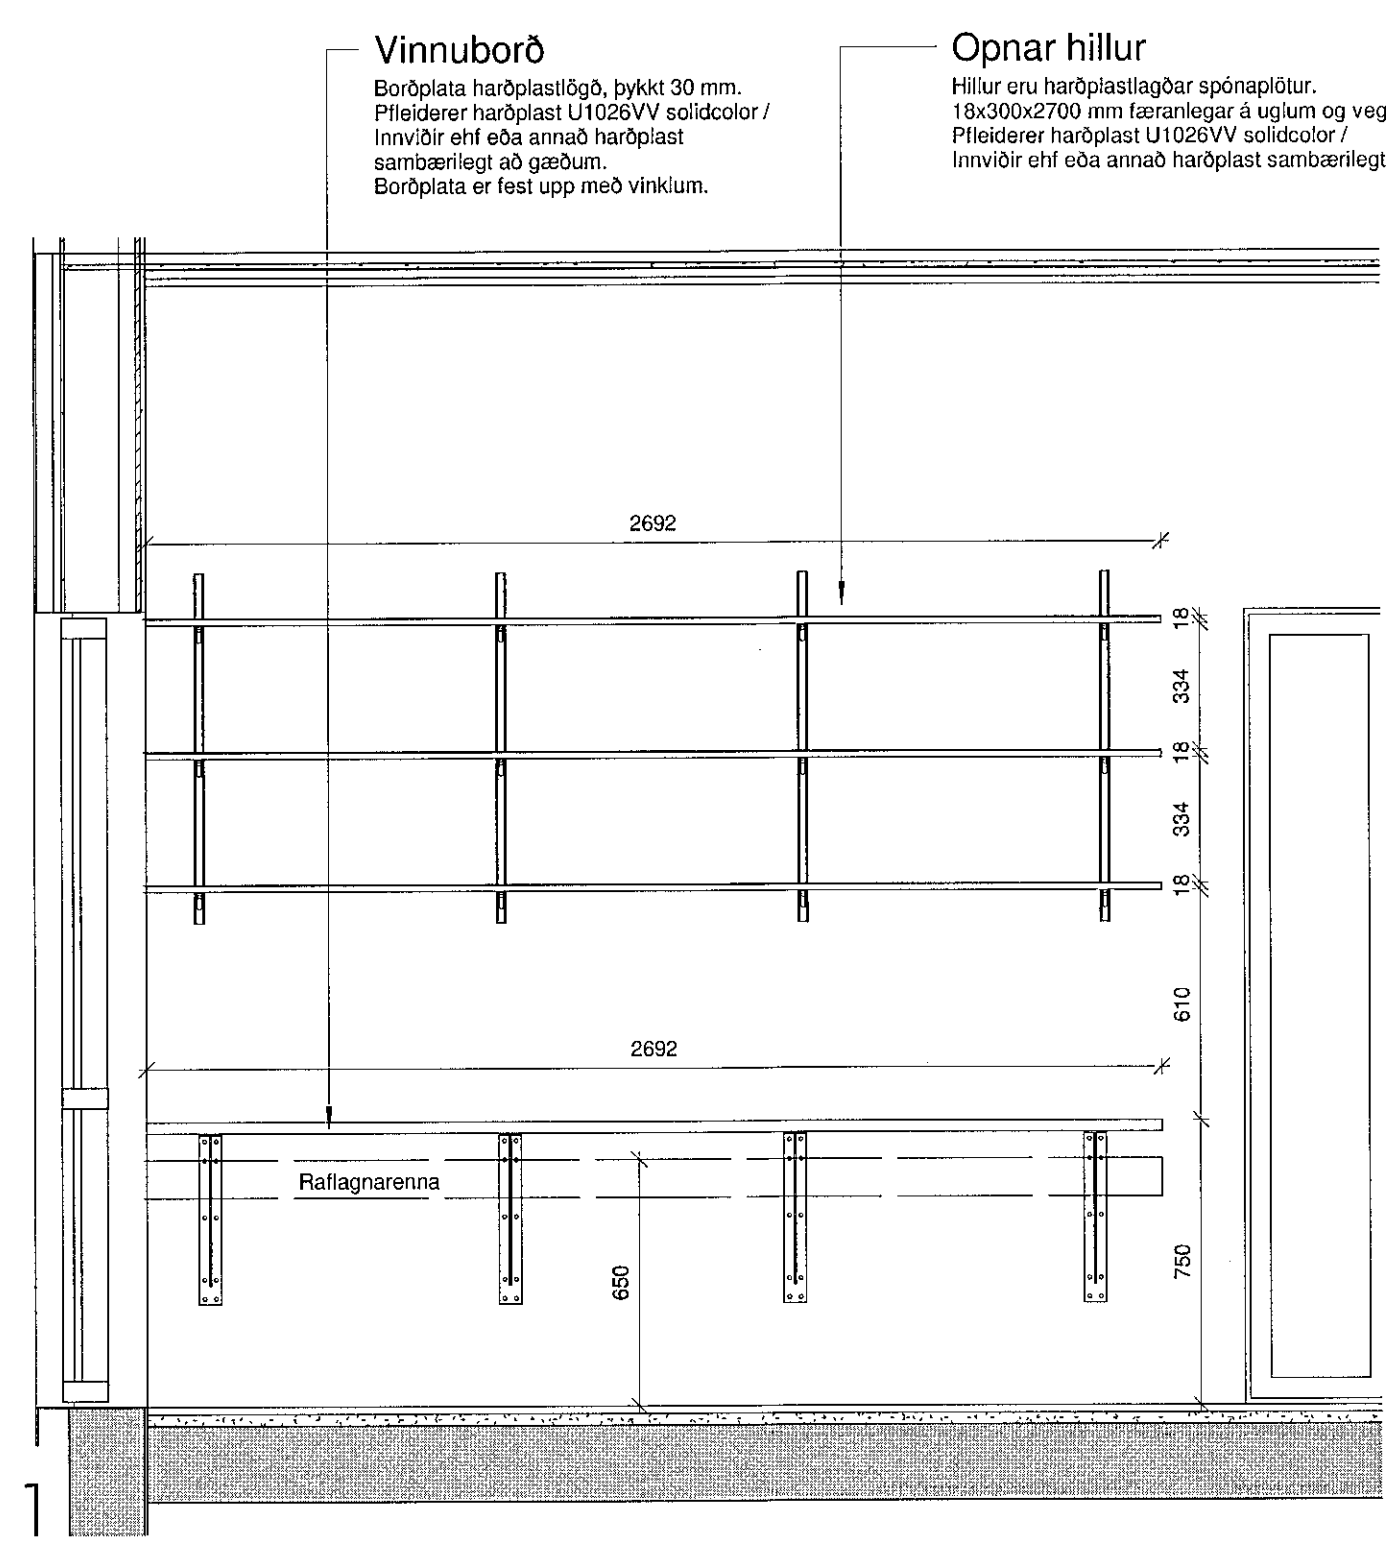 Vinnuborð
Borðplata harðplastlögð, þykkt 30 mm.
Pfleiderer harðplast U1026VV solidcolor /
Innviðir ehf eða annað harðplast
sambærilegt að gæðum.
Borðplata er fest upp með vinklum.
Opnar hillur
Hillur eru harðplastlagðar spónaplötur.
18x300x2700 mm færanlegar á uglum og veg
Pfleiderer harðplast U1026VV solidcolor /
Innviðir ehf eða annað harðplast sambærilegt
2692
18
334
18
334
18
610
2692
Raflagnarenna
650
750
1